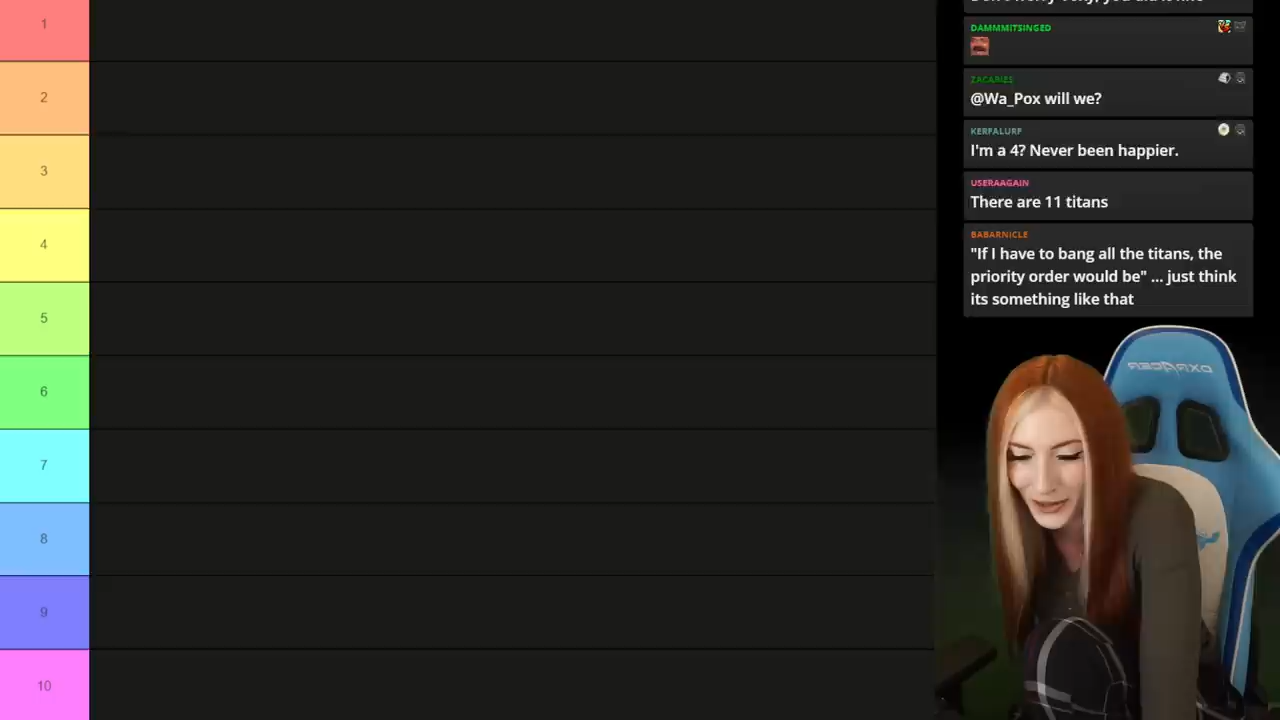 1
2
3
4
5
6
7
8
9
10
DAMMMITSINGED
ZACARIES
@Wa_Pox will we?
KERFALURF
I'm a 4? Never been happier.
USERAAGAIN
There are 11 titans
BABARNICLE
"If I have to bang all the titans, the
priority order would be" ... just think
its something like that
DXRACER